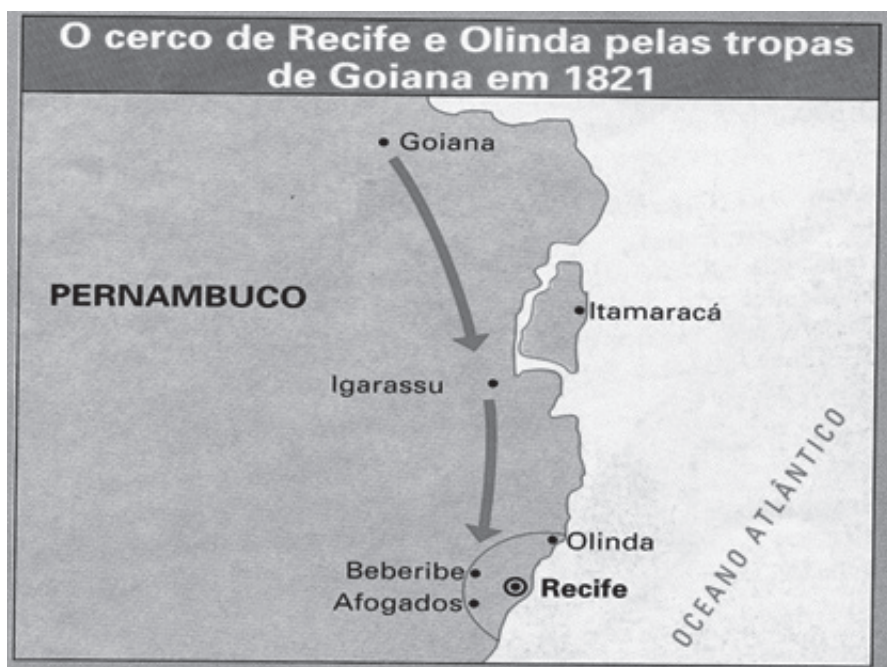 O cerco de Recife e Olinda pelas tropas
de Goiana em 1821
Goiana
PERNAMBUCO
Itamaracá
Igarassu
OCEANO ATLÂNTICO
Olinda
Beberibe
Recife
Afogados